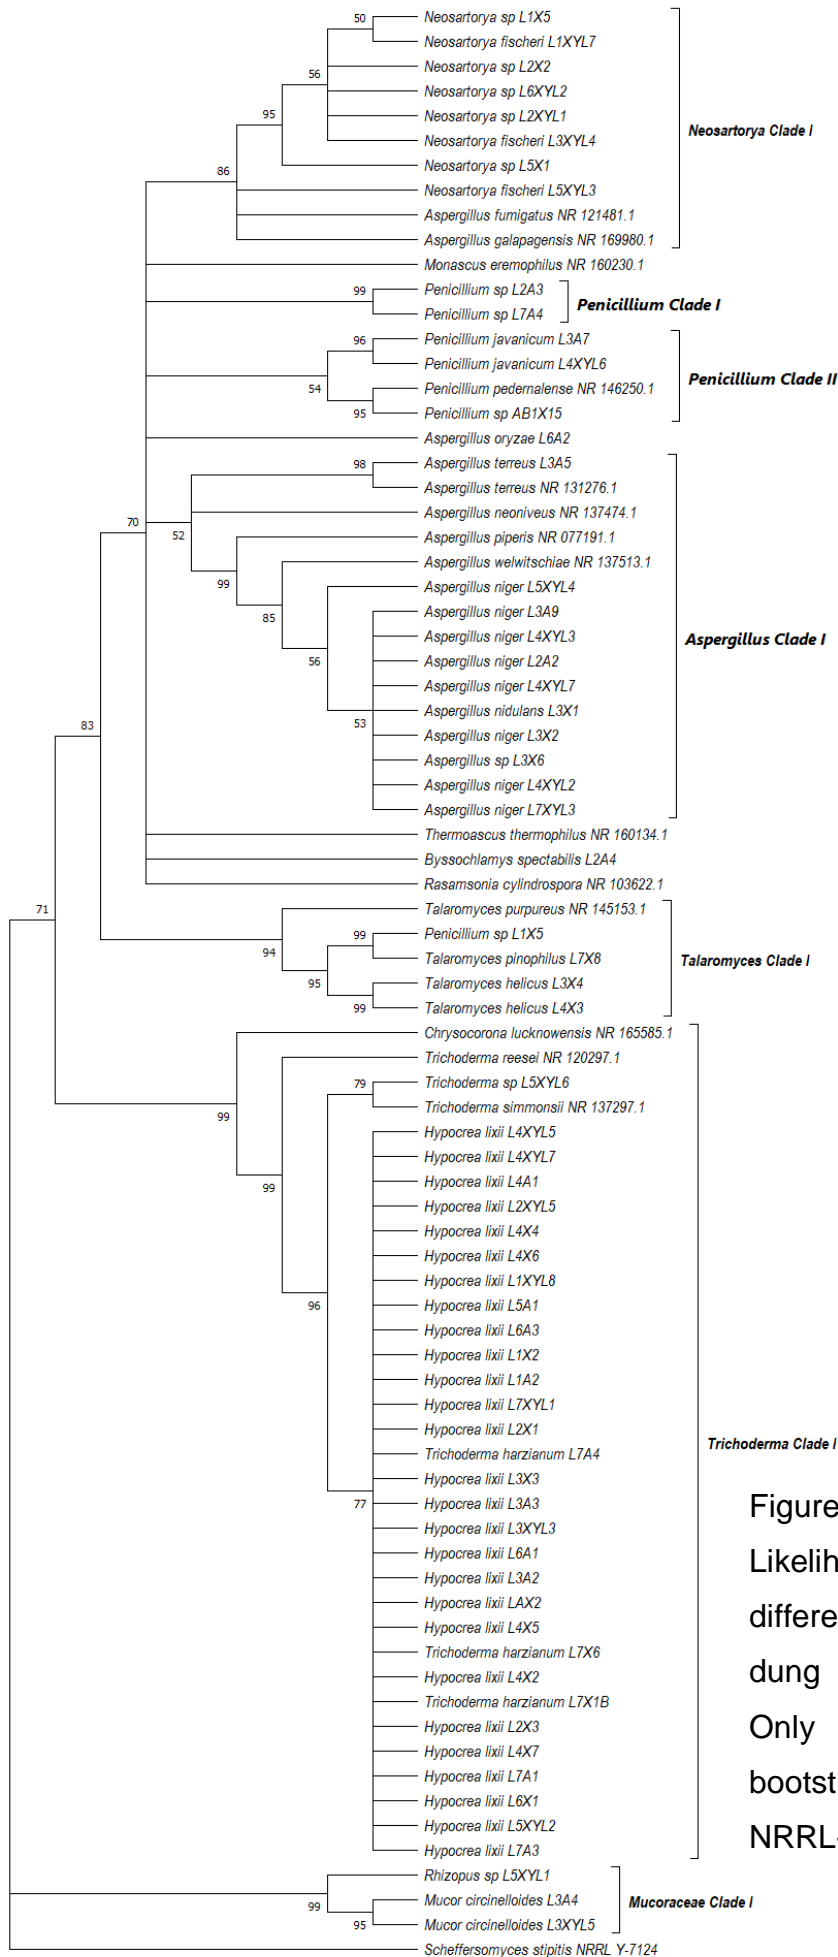 50
Neosartorya sp L1X5
Neosartorya fischeri L1XYL7
56
Neosartorya sp L2X2
Neosartorya sp L6XYL2
95
Neosartorya sp L2XYL1
Neosartorya Clade I
Neosartorya fischeri L3XYL4
86
Neosartorya sp L5X1
Neosartorya fischeri L5XYL3
Aspergillus fumigatus NR 121481.1
Aspergillus galapagensis NR 169980.1
Monascus eremophilus NR 160230.1
99
Penicillium sp L2A3
Penicillium Clade I
Penicillium sp L7A4
96
Penicillium javanicum L3A7
Penicillium javanicum L4XYL6
54
Penicillium pedernalense NR 146250.1
Penicillium Clade II
95
Penicillium sp AB1X15
Aspergillus oryzae L6A2
98
Aspergillus terreus L3A5
Aspergillus terreus NR 131276.1
70
Aspergillus neoniveus NR 137474.1
52
Aspergillus piperis NR 077191.1
Aspergillus welwitschiae NR 137513.1
99
Aspergillus niger L5XYL4
85
Aspergillus niger L3A9
Aspergillus niger L4XYL3
Aspergillus Clade I
56
Aspergillus niger L2A2
Aspergillus niger L4XYL7
Aspergillus nidulans L3X1
53
83
Aspergillus niger L3X2
Aspergillus sp L3X6
Aspergillus niger L4XYL2
Aspergillus niger L7XYL3
Thermoascus thermophilus NR 160134.1
Byssochlamys spectabilis L2A4
Rasamsonia cylindrospora NR 103622.1
71
Talaromyces purpureus NR 145153.1
99
Penicillium sp L1X5
94
Talaromyces pinophilus L7X8
Talaromyces Clade I
95
Talaromyces helicus L3X4
99
Talaromyces helicus L4X3
Chrysocorona lucknowensis NR 165585.1
Trichoderma reesei NR 120297.1
79
Trichoderma sp L5XYL6
99
Trichoderma simmonsii NR 137297.1
Hypocrea lixii L4XYL5
Hypocrea lixii L4XYL7
99
Hypocrea lixii L4A1
Hypocrea lixii L2XYL5
Hypocrea lixii L4X4
Hypocrea lixii L4X6
Hypocrea lixii L1XYL8
96
Hypocrea lixii L5A1
Hypocrea lixii L6A3
Hypocrea lixii L1X2
Hypocrea lixii L1A2
Hypocrea lixii L7XYL1
Hypocrea lixii L2X1
Trichoderma Clade I
Trichoderma harzianum L7A4
Hypocrea lixii L3X3
77
Hypocrea lixii L3A3
Hypocrea lixii L3XYL3
Hypocrea lixii L6A1
Hypocrea lixii L3A2
Hypocrea lixii LAX2
Hypocrea lixii L4X5
Trichoderma harzianum L7X6
Hypocrea lixii L4X2
Trichoderma harzianum L7X1B
Hypocrea lixii L2X3
Hypocrea lixii L4X7
Hypocrea lixii L7A1
Hypocrea lixii L6X1
Hypocrea lixii L5XYL2
Hypocrea lixii L7A3
Figure
Likelih
differe
dung
Only
bootst
NRRL-
Rhizopus sp L5XYL1
99
Mucor circinelloides L3A4
Mucoraceae Clade I
95
Mucor circinelloides L3XYL5
Scheffersomyces stipitis NRRL Y-7124